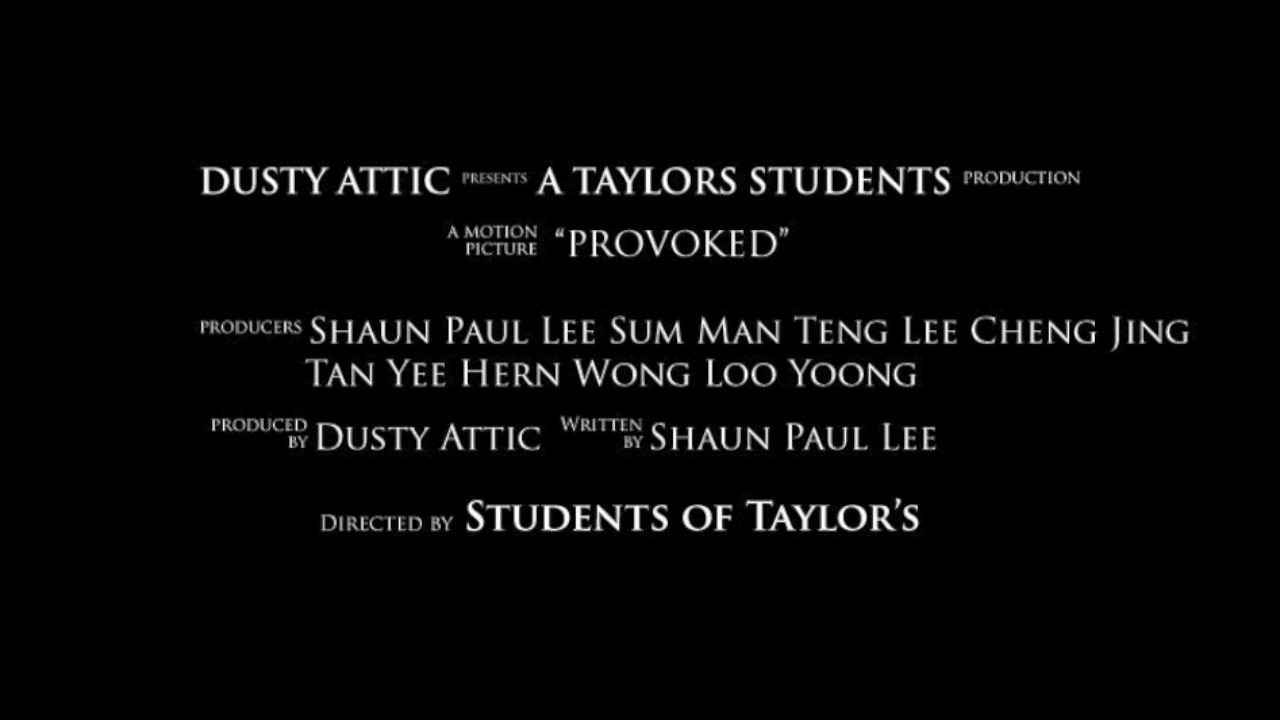 DUSTY ATTIC PRESENTS A TAYLORS STUDENTS PRODUCTION
A MOTION PICTURE “PROVOKED”
PRODUCERS SHAUN PAUL LEE SUM MAN TENG LEE CHENG JING
TAN YEE HERN WONG LOO YOONG
PRODUCED BY DUSTY ATTIC WRITTEN BY SHAUN PAUL LEE
DIRECTED BY STUDENTS OF TAYLOR’S